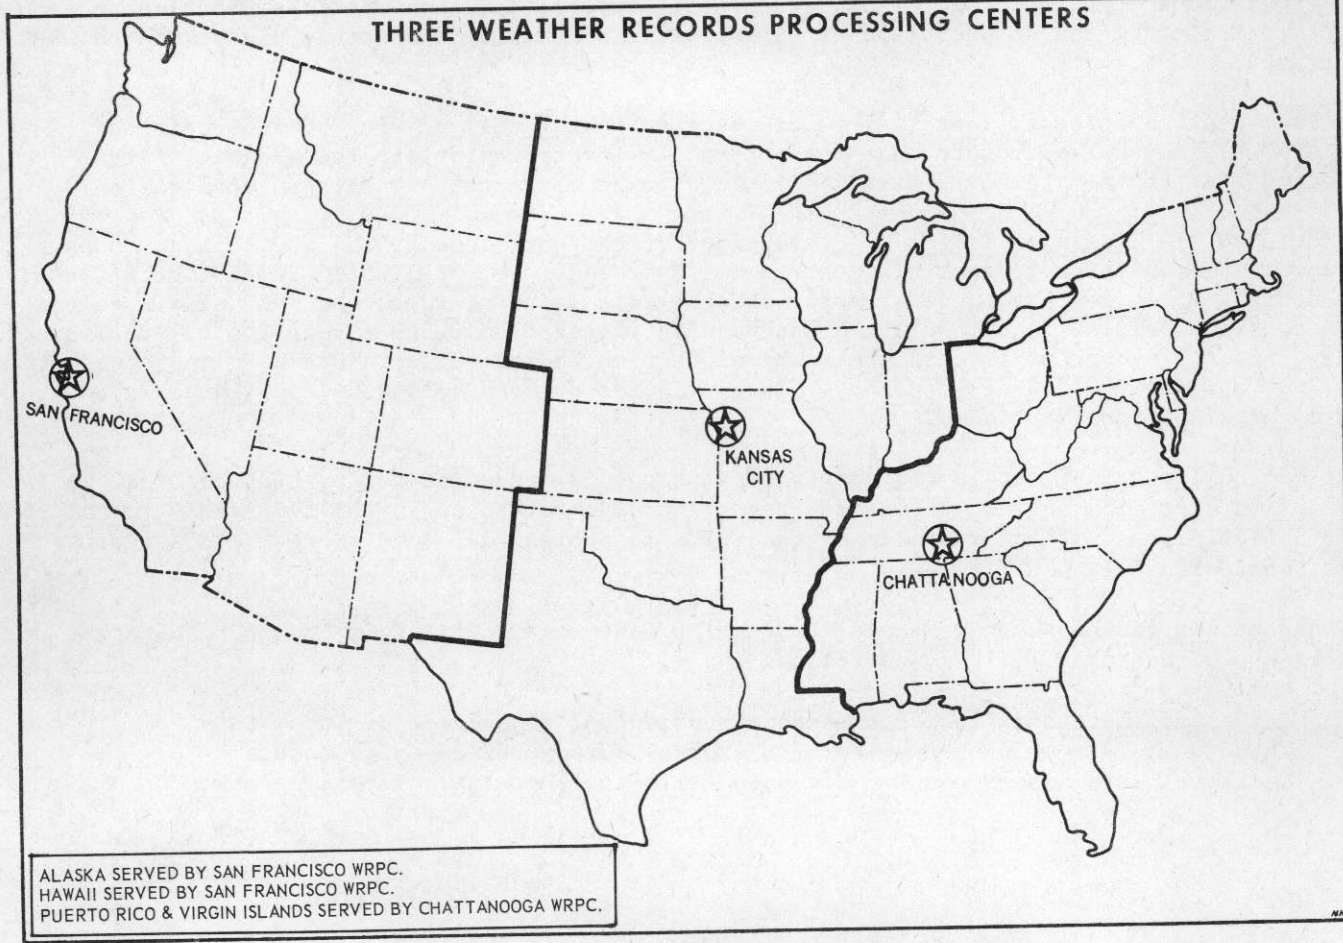 THREE WEATHER RECORDS PROCESSING CENTERS
SAN FRANCISCO
KANSAS
CITY
CHATTANOOGA
ALASKA SERVED BY SAN FRANCISCO WRPC.
HAWAII SERVED BY SAN FRANCISCO WRPC.
PUERTO RICO & VIRGIN ISLANDS SERVED BY CHATTANOOGA WRPC.